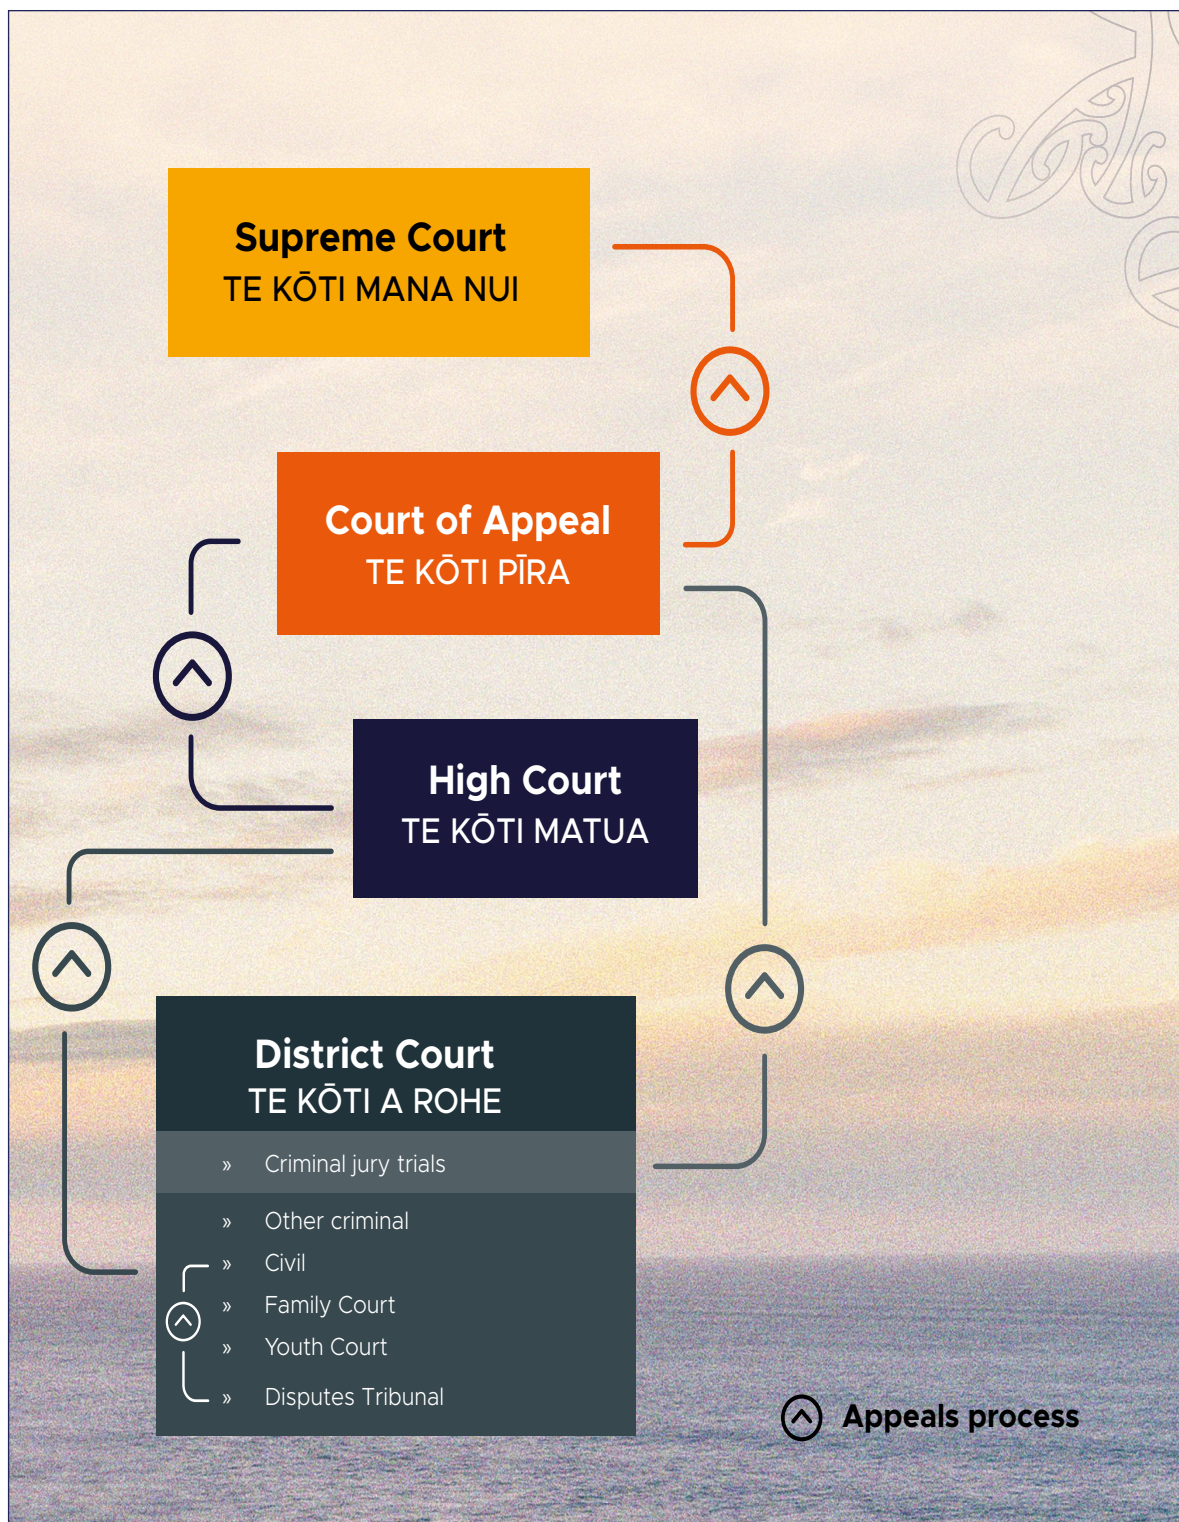 Supreme Court
TE KŌTI MANA NUI
Court of Appeal
TE KŌTI PĪRA
High Court
TE KŌTI MATUA
District Court
TE KŌTI A ROHE
» Criminal jury trials
» Other criminal
» Civil
» Family Court
» Youth Court
» Disputes Tribunal
Appeals process